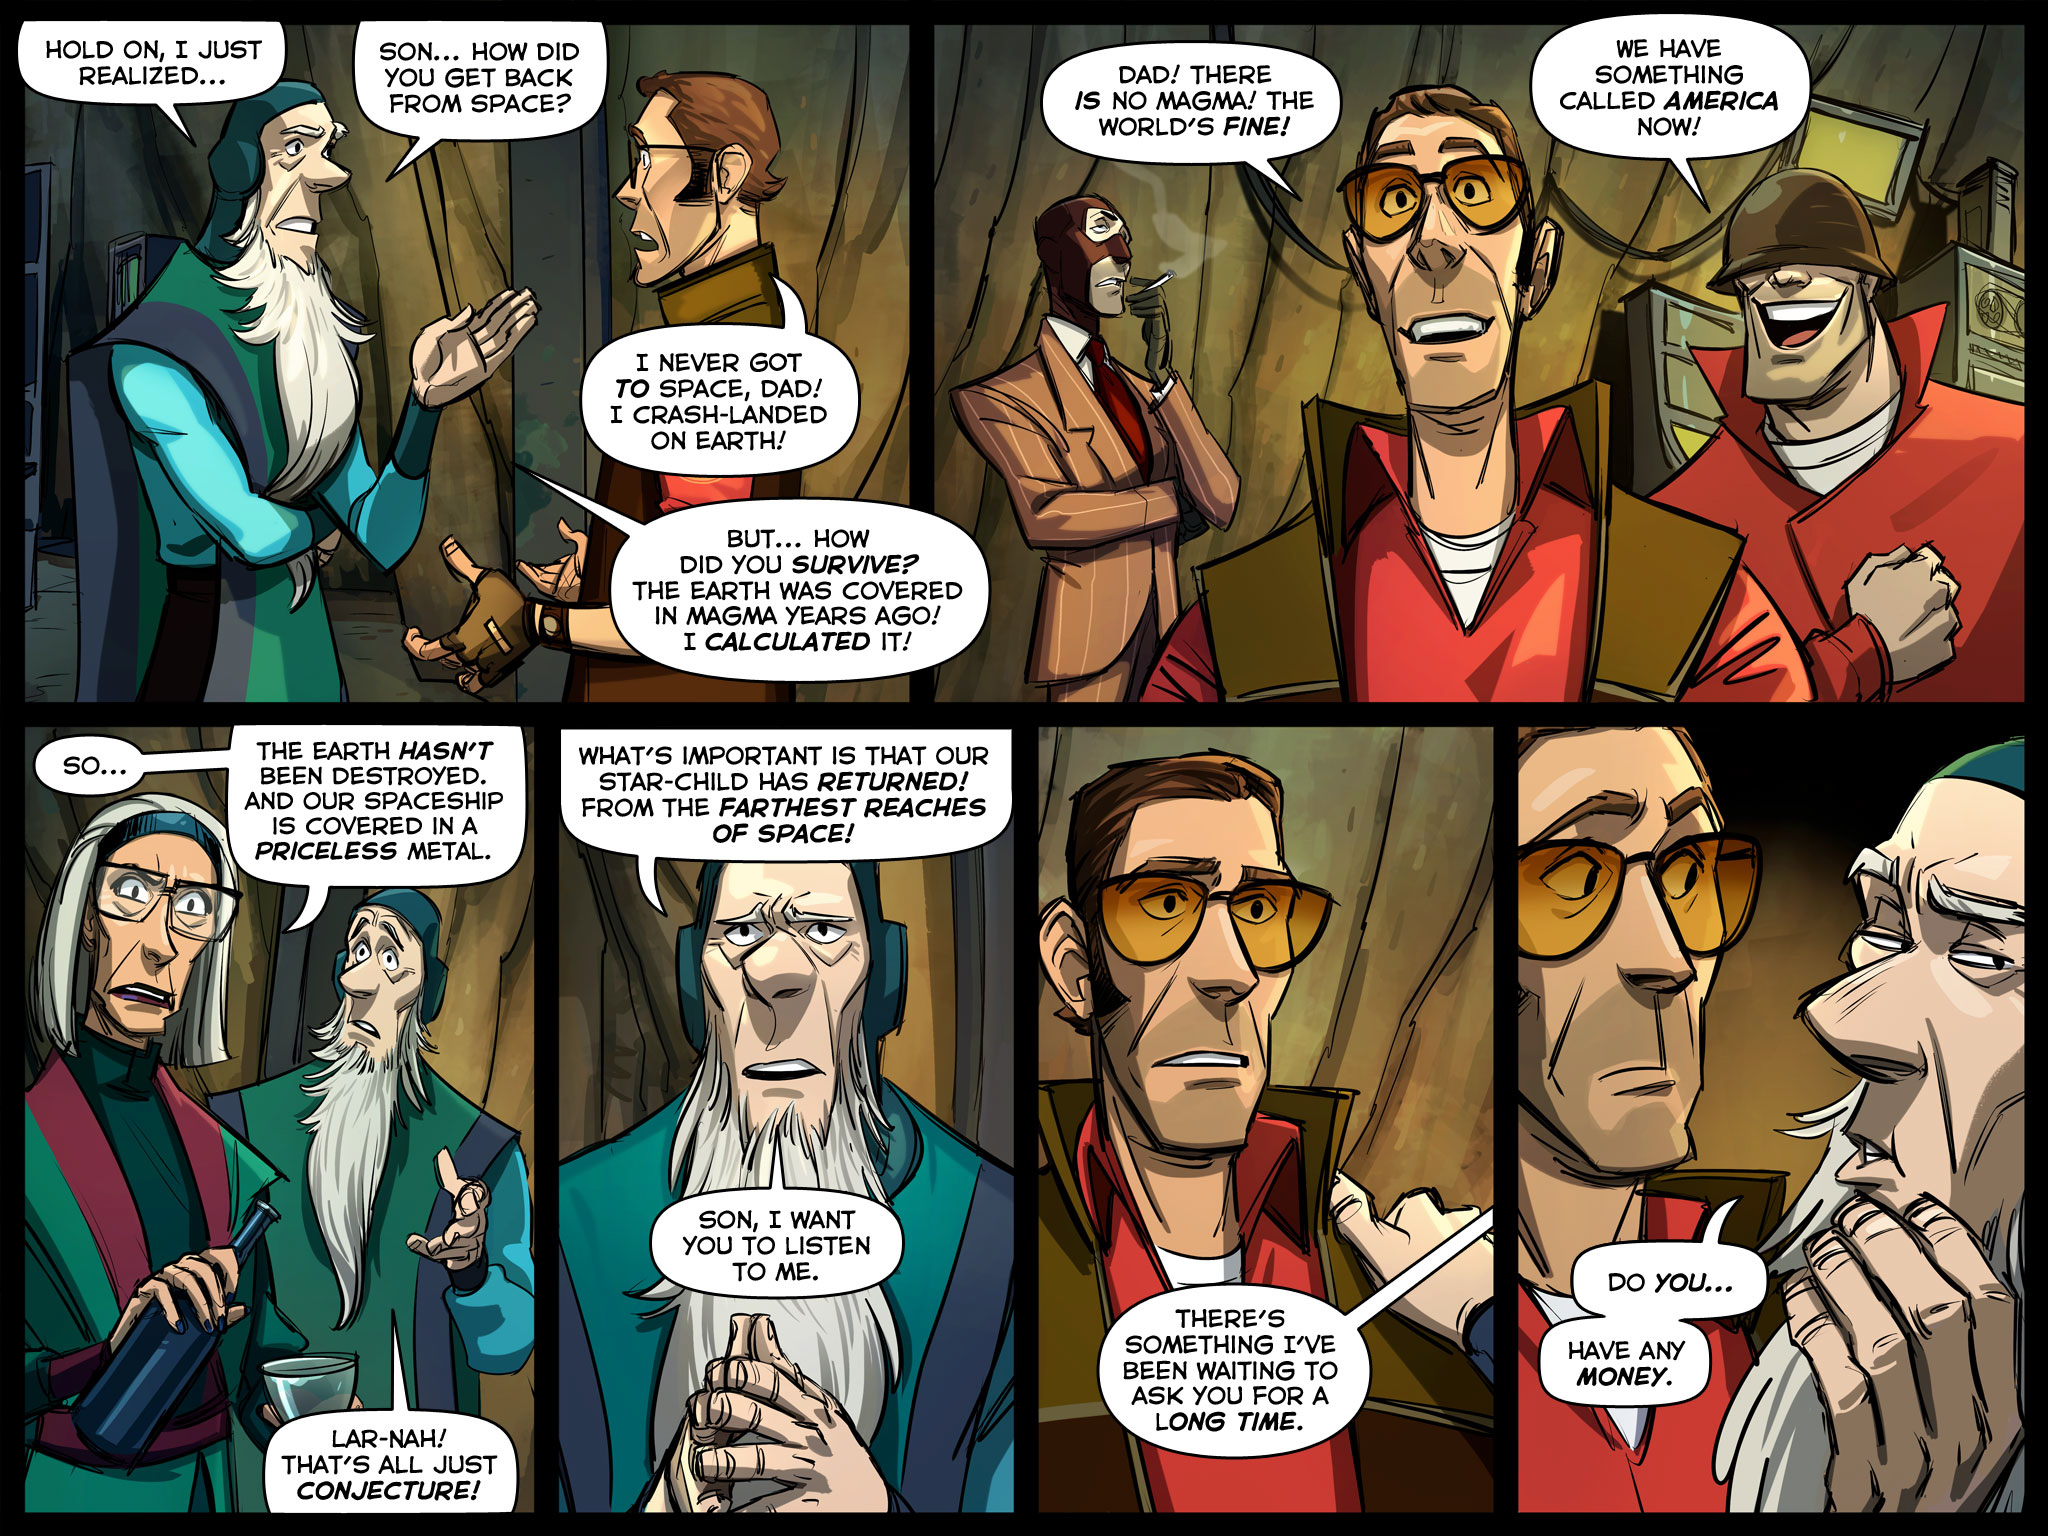 HOLD ON, I JUST
REALIZED...
SON... HOW DID
YOU GET BACK
FROM SPACE?
I NEVER GOT
TO SPACE, DAD!
I CRASH-LANDED
ON EARTH!
BUT... HOW
DID YOU SURVIVE?
THE EARTH WAS COVERED
IN MAGMA YEARS AGO!
I CALCULATED IT!
DAD! THERE
IS NO MAGMA! THE
WORLD'S FINE!
WE HAVE
SOMETHING
CALLED AMERICA
NOW!
SO...
THE EARTH HASN'T
BEEN DESTROYED.
AND OUR SPACESHIP
IS COVERED IN A
PRICELESS METAL.
LAR-NAH!
THAT'S ALL JUST
CONJECTURE!
WHAT'S IMPORTANT IS THAT OUR
STAR-CHILD HAS RETURNED!
FROM THE FARTHEST REACHES
OF SPACE!
SON, I WANT
YOU TO LISTEN
TO ME.
THERE'S
SOMETHING I'VE
BEEN WAITING TO
ASK YOU FOR A
LONG TIME.
DO YOU...
HAVE ANY
MONEY.